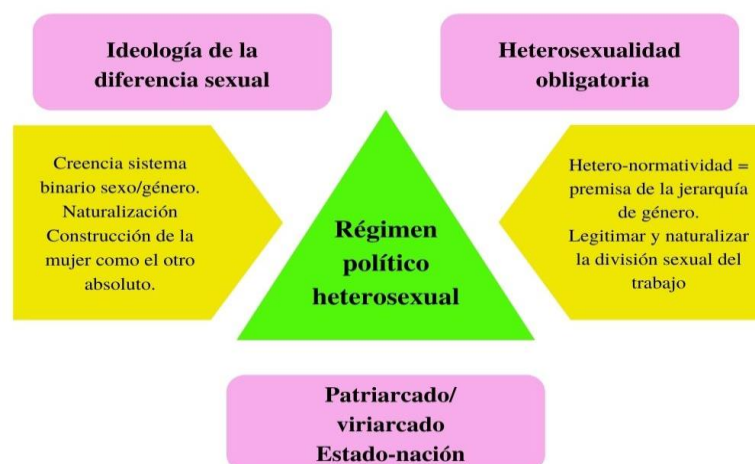 Ideología de la
diferencia sexual
Heterosexualidad
obligatoria
Creencia sistema
binario sexo/género.
Naturalización
Construcción de la
mujer como el otro
absoluto.
Régimen
político
heterosexual
Hetero-normatividad =
premisa de la jerarquía
de género.
Legitimar y naturalizar
la división sexual del
trabajo
Patriarcado/
viriarcado
Estado-nación